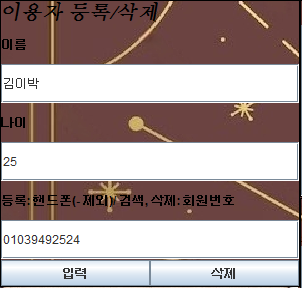 이용자 등록/삭제
이름
김이박
나이
25
등록: 핸드폰(- 제외)/ 검색, 삭제: 회원번호
01039492524
입력 삭제